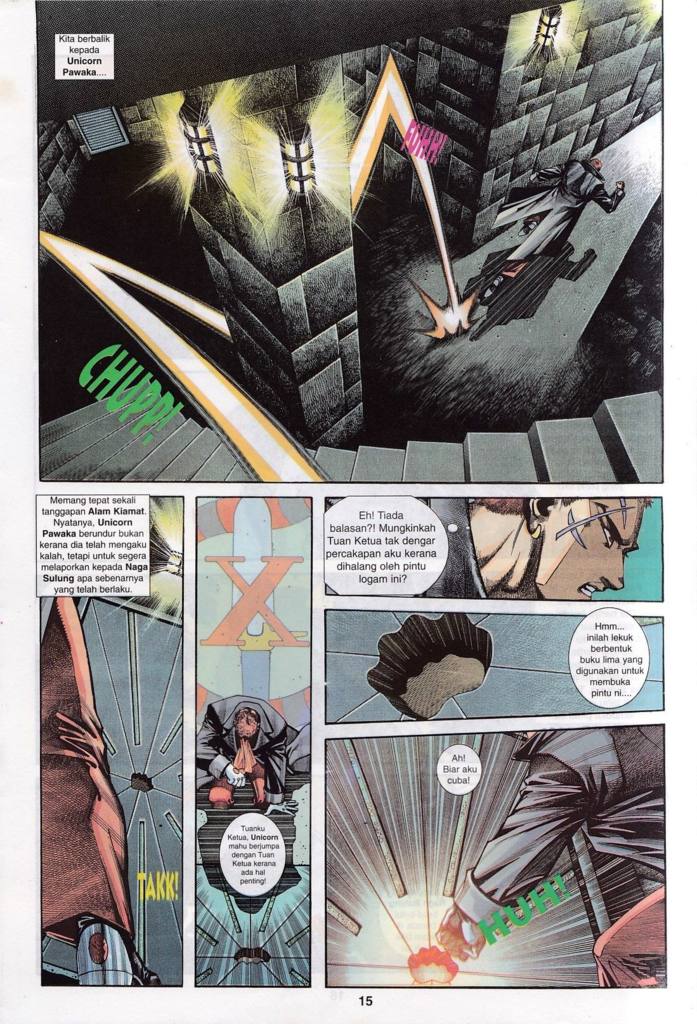 Kita berbalik
kepada
Unicorn
Pawaka....
FUHH!
CHUPP!
Memang tepat sekali
tanggapan Alam Kiamat.
Nyatanya, Unicorn
Pawaka berundur bukan
kerana dia telah mengaku
kalah, tetapi untuk segera
melaporkan kepada Naga
Sulung apa sebenarnya
yang telah berlaku.
TAKK!
X
Tuanku
Ketua, Unicorn
mahu berjumpa
dengan Tuan
Ketua kerana
ada hal
penting!
Eh! Tiada
balasan?! Mungkinkah
Tuan Ketua tak dengar
percakapan aku kerana
dihalang oleh pintu
logam ini?
Hmm...
inilah lekuk
berbentuk
buku lima yang
digunakan untuk
membuka
pintu ni....
Ah!
Biar aku
cuba!
HUH!
15